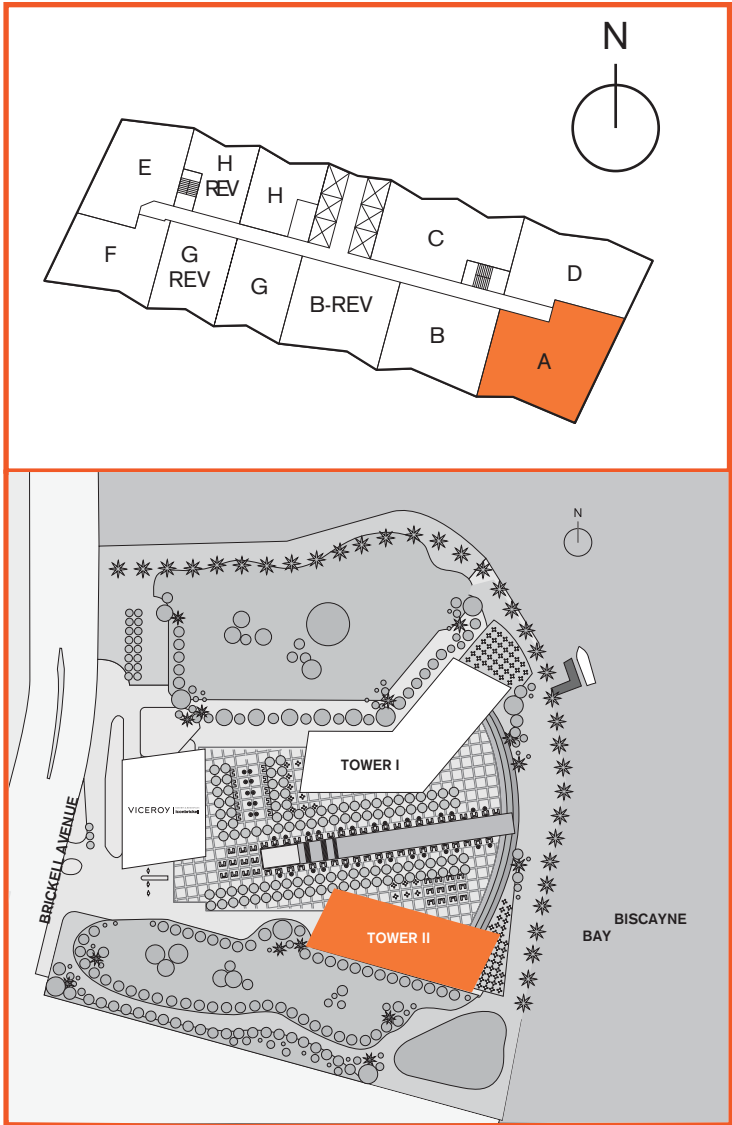 N
E
H
REV
H
C
D
F
G
REV
G
B-REV
B
A
N
TOWER I
VICEROY
BRICKELL AVENUE
BISCAYNE
BAY
TOWER II